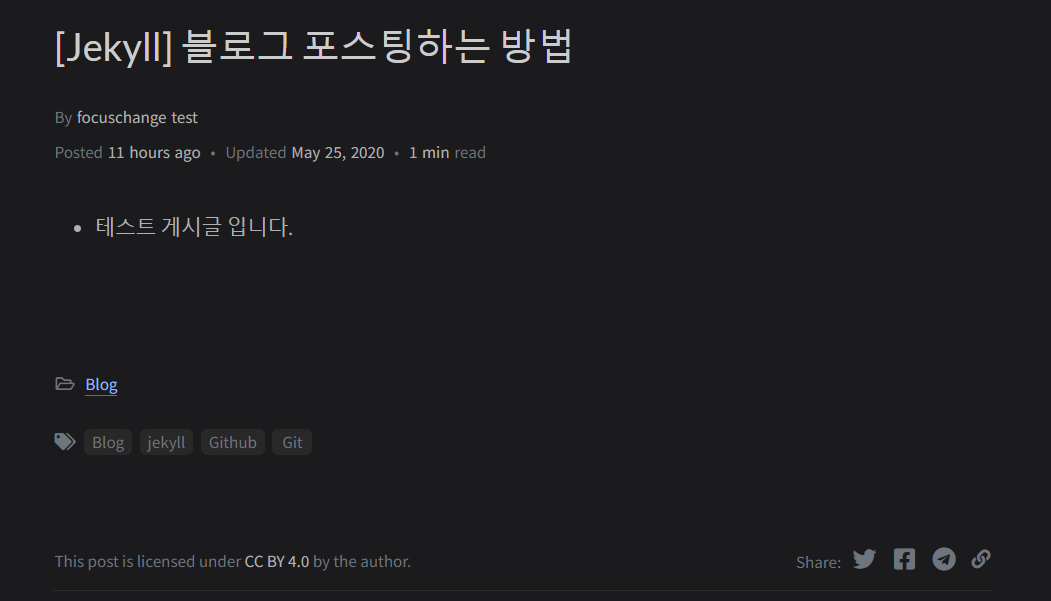 [Jekyll] 블로그 포스팅하는 방법
By focuschange test
Posted 11 hours ago • Updated May 25, 2020 • 1 min read
• 테스트 게시글 입니다.
Blog
Blog jekyll Github Git
This post is licensed under CC BY 4.0 by the author. Share: